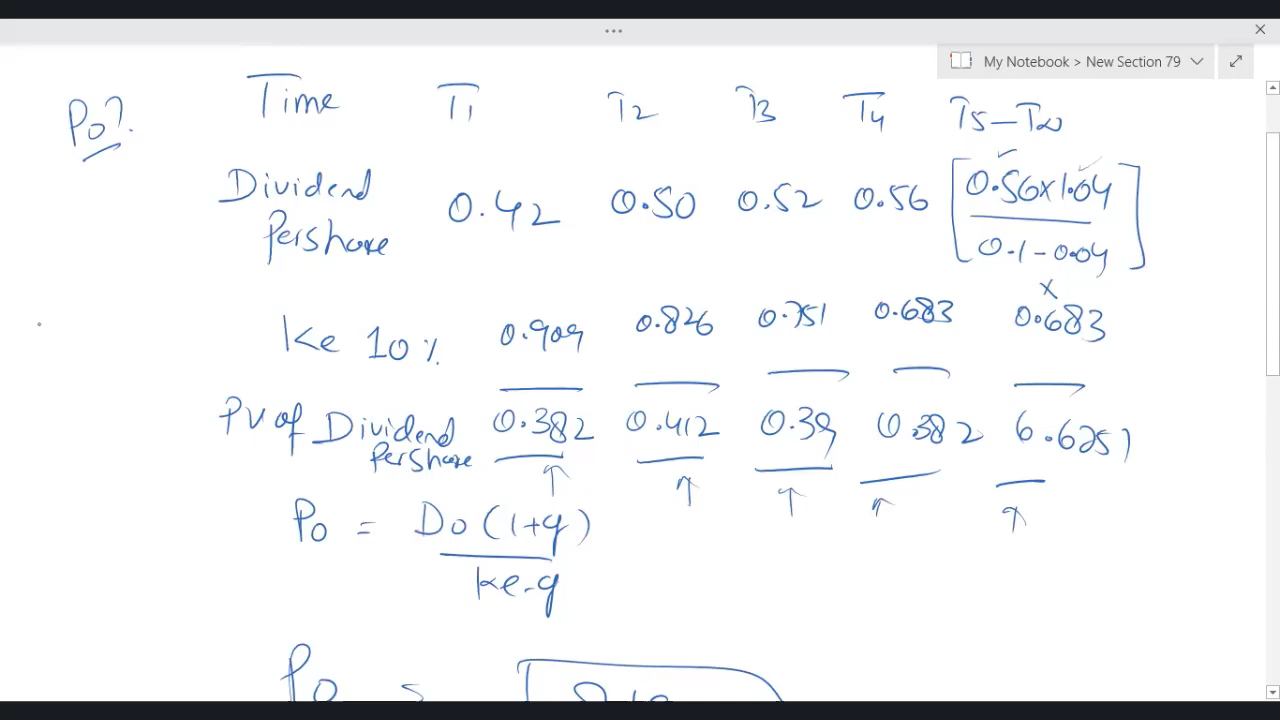 ...
My Notebook > New Section 79
Po?
Time T1 T2 T3 T4 T5 — T∞
Dividend Pershare 0.42 0.50 0.52 0.56 [0.56x1.04 / 0.1-0.04]
x
Ke 10% 0.909 0.826 0.751 0.683 0.683
PV of Dividend Pershare 0.382 0.412 0.39 0.382 6.6251
Po = Do(1+g)
ke-g
Po =